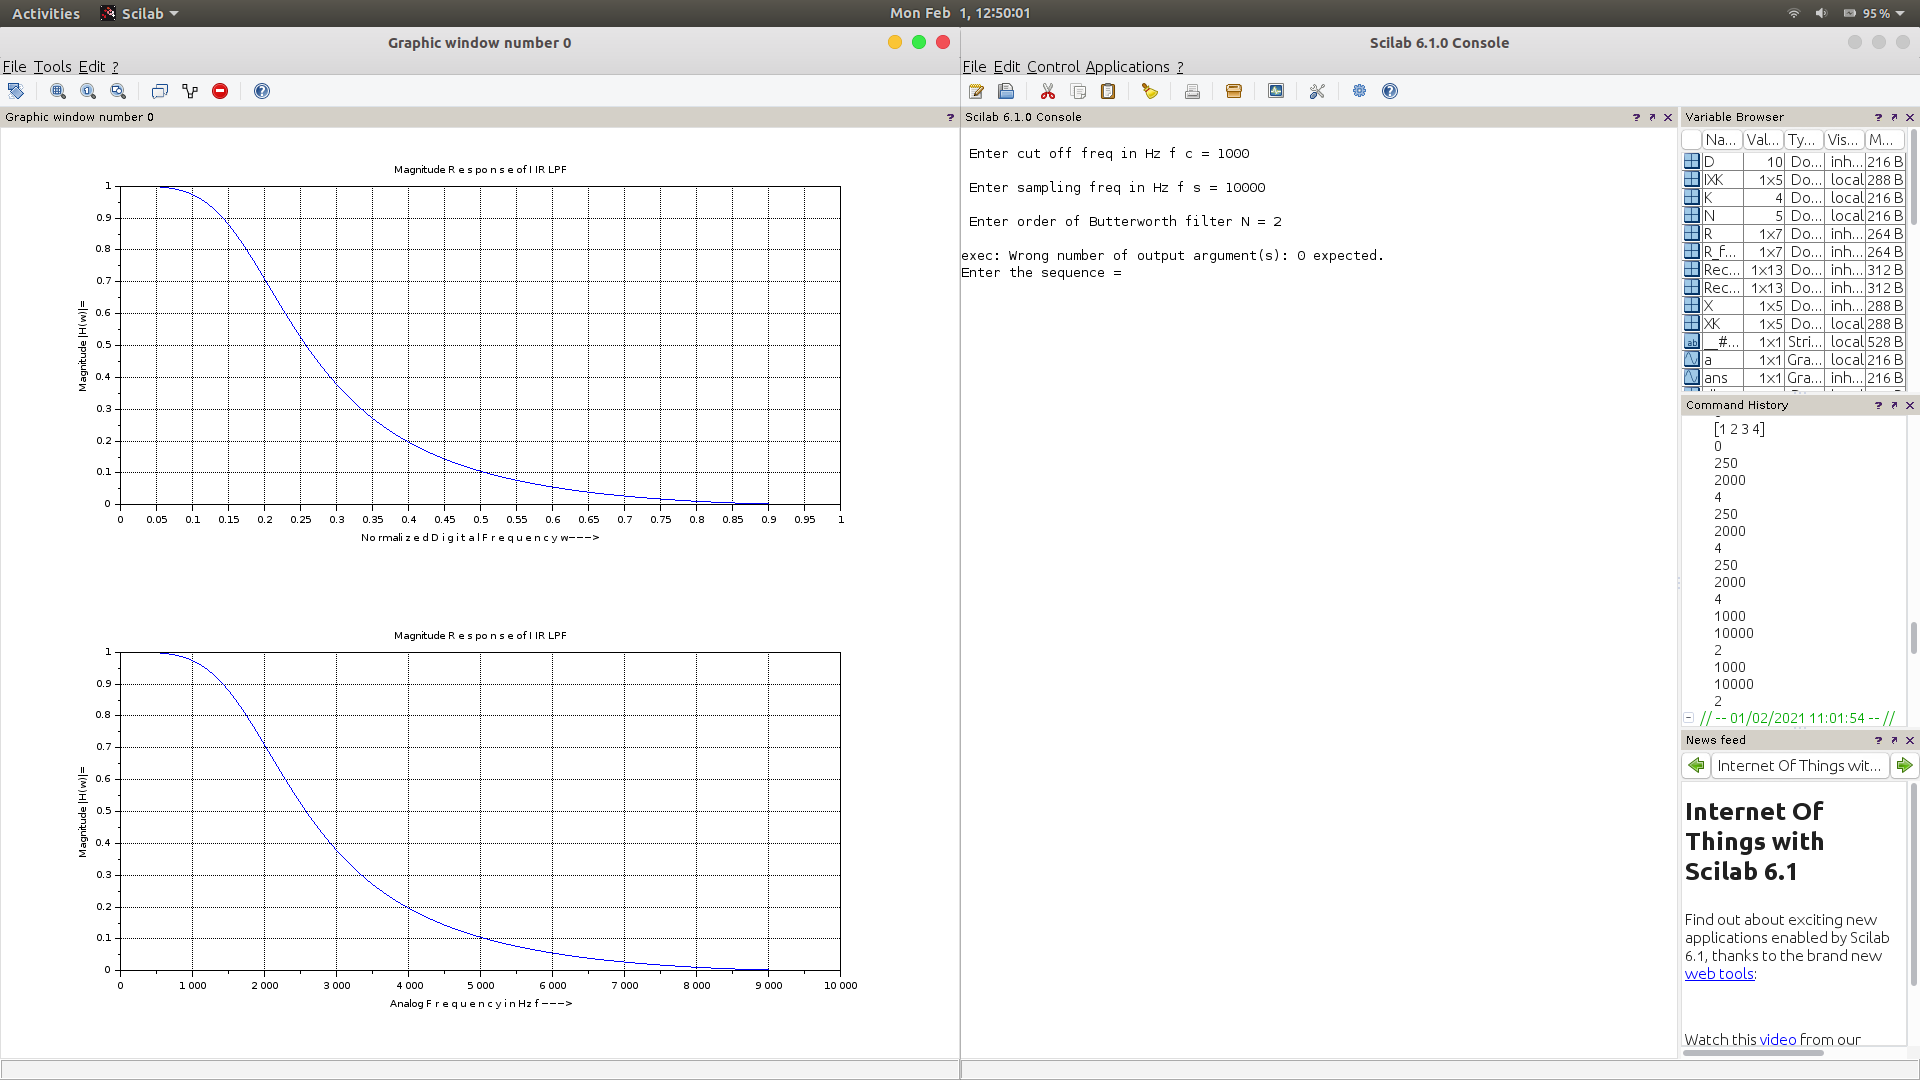 Activities Scilab Mon Feb 1, 12:50:01 95 %
Graphic window number 0
File Tools Edit ?
Graphic window number 0 ?
Magnitude R e s p o n s e of I IR LPF
1
0.9
0.8
0.7
0.6
0.5
0.4
0.3
0.2
0.1
0
Magnitude |H(w)|=
0 0.05 0.1 0.15 0.2 0.25 0.3 0.35 0.4 0.45 0.5 0.55 0.6 0.65 0.7 0.75 0.8 0.85 0.9 0.95 1
Normalized D i g i t a l F r e q u e n c y w--->
Magnitude R e s p o n s e of I IR LPF
1
0.9
0.8
0.7
0.6
0.5
0.4
0.3
0.2
0.1
0
Magnitude |H(w)|=
0 1 000 2 000 3 000 4 000 5 000 6 000 7 000 8 000 9 000 10 000
Analog F r e q u e n c y i n Hz f --->
Scilab 6.1.0 Console
File Edit Control Applications ?
Scilab 6.1.0 Console ?
Enter cut off freq in Hz f c = 1000
Enter sampling freq in Hz f s = 10000
Enter order of Butterworth filter N = 2
exec: Wrong number of output argument(s): 0 expected.
Enter the sequence =
Variable Browser ?
Na... Val... Ty... Vis... M...
D 10 Do... inh... 216 B
IXK 1x5 Do... local 288 B
K 4 Do... local 216 B
N 5 Do... local 216 B
R 1x7 Do... inh... 264 B
R_f... 1x7 Do... inh... 264 B
Rec... 1x13 Do... inh... 312 B
Rec... 1x13 Do... inh... 312 B
X 1x5 Do... inh... 288 B
XK 1x5 Do... local 288 B
__#... 1x1 Stri... local 528 B
a 1x1 Gra... local 216 B
ans 1x1 Gra... inh... 216 B
Command History ?
[1 2 3 4]
0
250
2000
4
250
2000
4
250
2000
4
1000
10000
2
1000
10000
2
// -- 01/02/2021 11:01:54 -- //
News feed ?
Internet Of Things wit...
Internet Of
Things with
Scilab 6.1
Find out about exciting new
applications enabled by Scilab
6.1, thanks to the brand new
web tools:
Watch this video from our